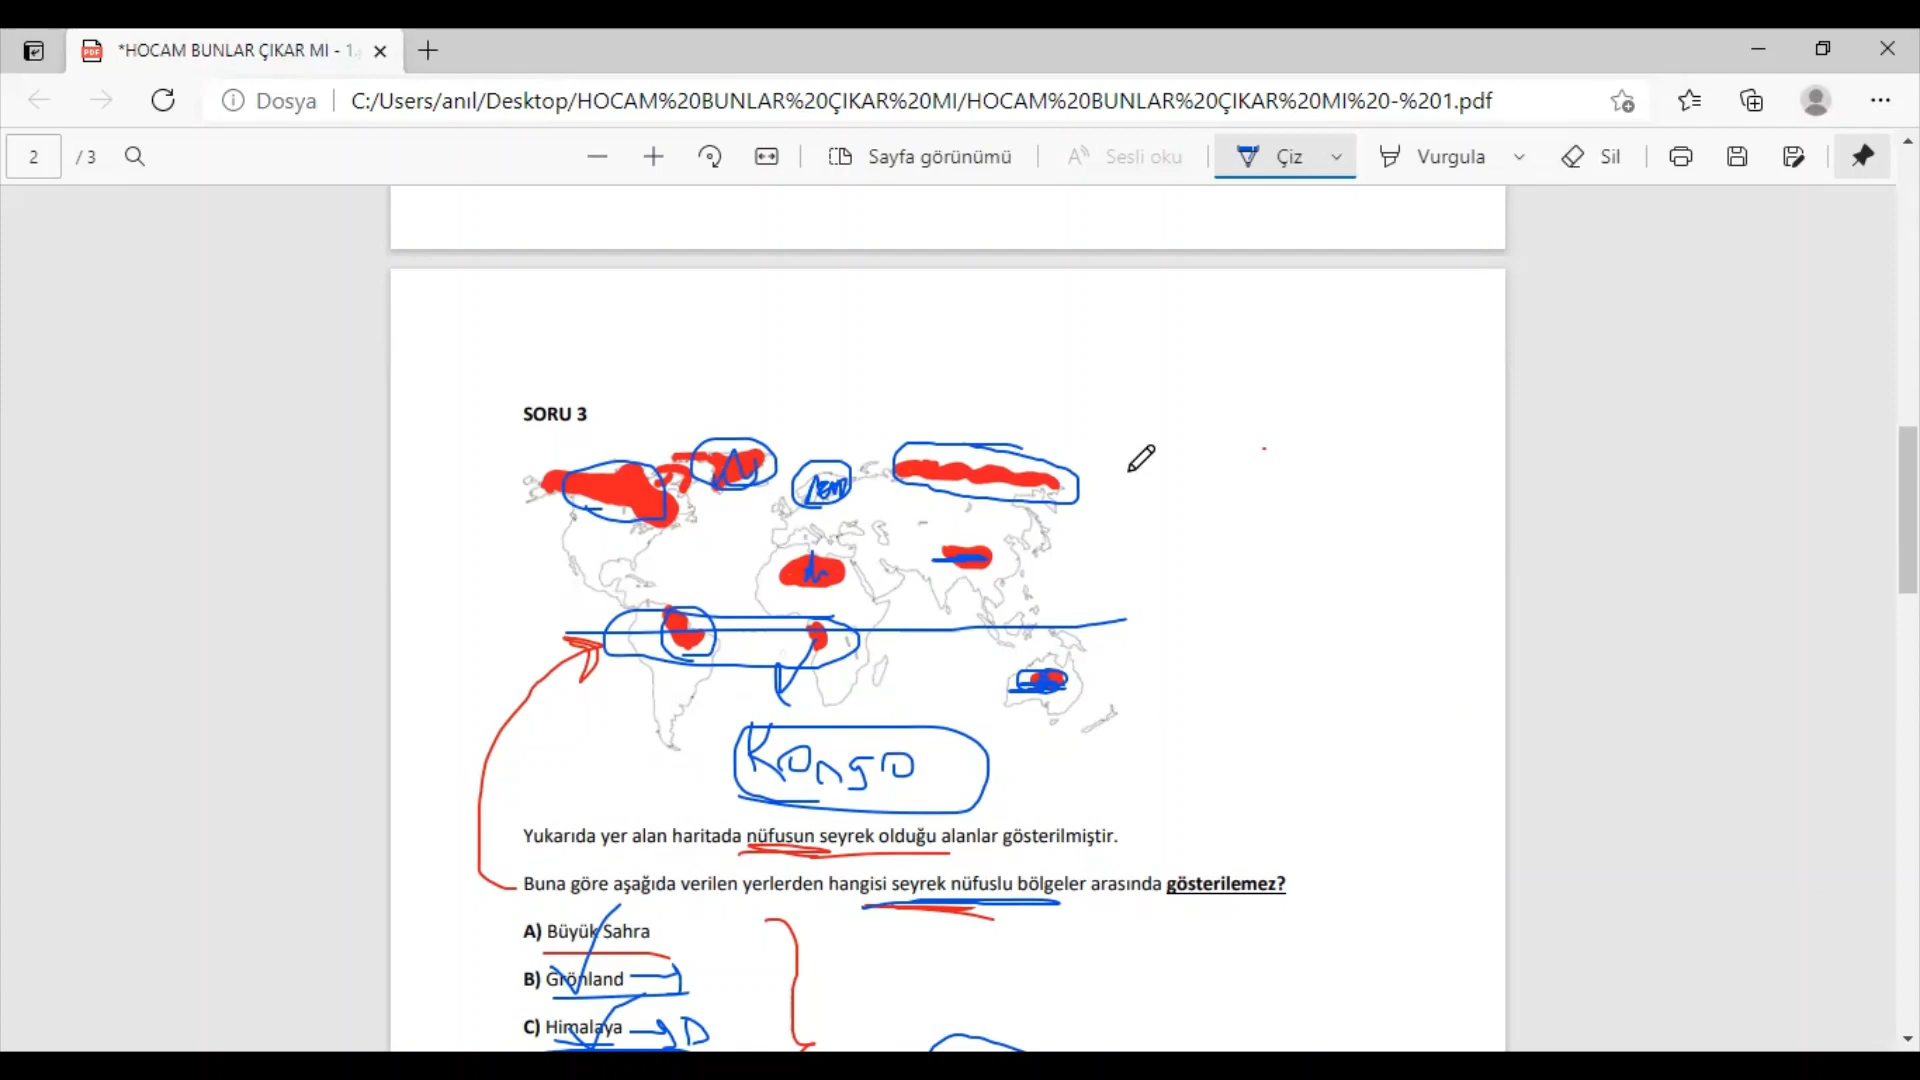 *HOCAM BUNLAR ÇIKAR MI - 1.
Dosya C:/Users/anıl/Desktop/HOCAM%20BUNLAR%20ÇIKAR%20MI/HOCAM%20BUNLAR%20ÇIKAR%20MI%20-%201.pdf
2 / 3 Sayfa görünümü Sesli oku Çiz Vurgula Sil
SORU 3
Kongo
Yukarıda yer alan haritada nüfusun seyrek olduğu alanlar gösterilmiştir.
Buna göre aşağıda verilen yerlerden hangisi seyrek nüfuslu bölgeler arasında gösterilemez?
A) Büyük Sahra
B) Grönland
C) Himalaya D